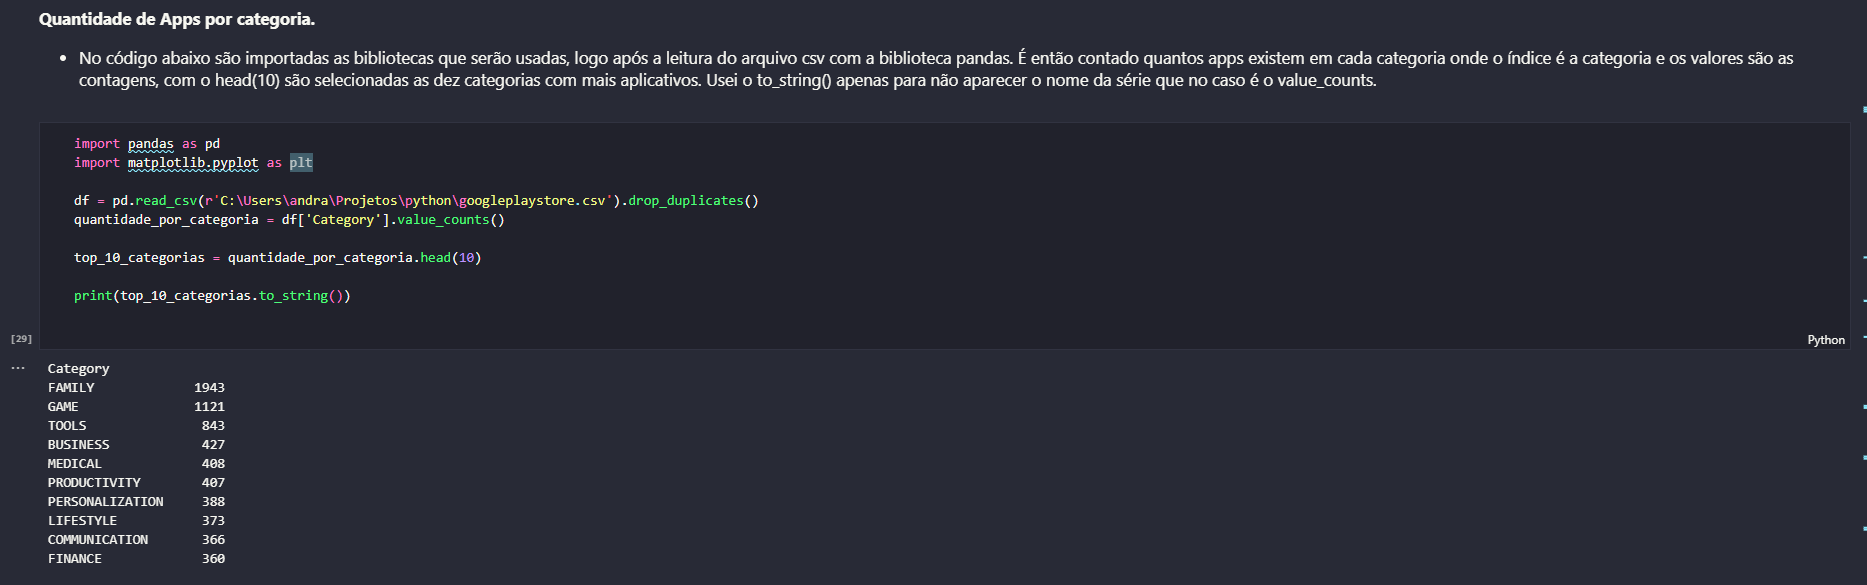 Quantidade de Apps por categoria.
• No código abaixo são importadas as bibliotecas que serão usadas, logo após a leitura do arquivo csv com a biblioteca pandas. É então contado quantos apps existem em cada categoria onde o índice é a categoria e os valores são as
contagens, com o head(10) são selecionadas as dez categorias com mais aplicativos. Usei o to_string() apenas para não aparecer o nome da série que no caso é o value_counts.
import pandas as pd
import matplotlib.pyplot as plt
df = pd.read_csv(r'C:\Users\andra\Projetos\python\googleplaystore.csv').drop_duplicates()
quantidade_por_categoria = df['Category'].value_counts()
top_10_categorias = quantidade_por_categoria.head(10)
print(top_10_categorias.to_string())
[29]
Python
... Category
FAMILY 1943
GAME 1121
TOOLS 843
BUSINESS 427
MEDICAL 408
PRODUCTIVITY 407
PERSONALIZATION 388
LIFESTYLE 373
COMMUNICATION 366
FINANCE 360